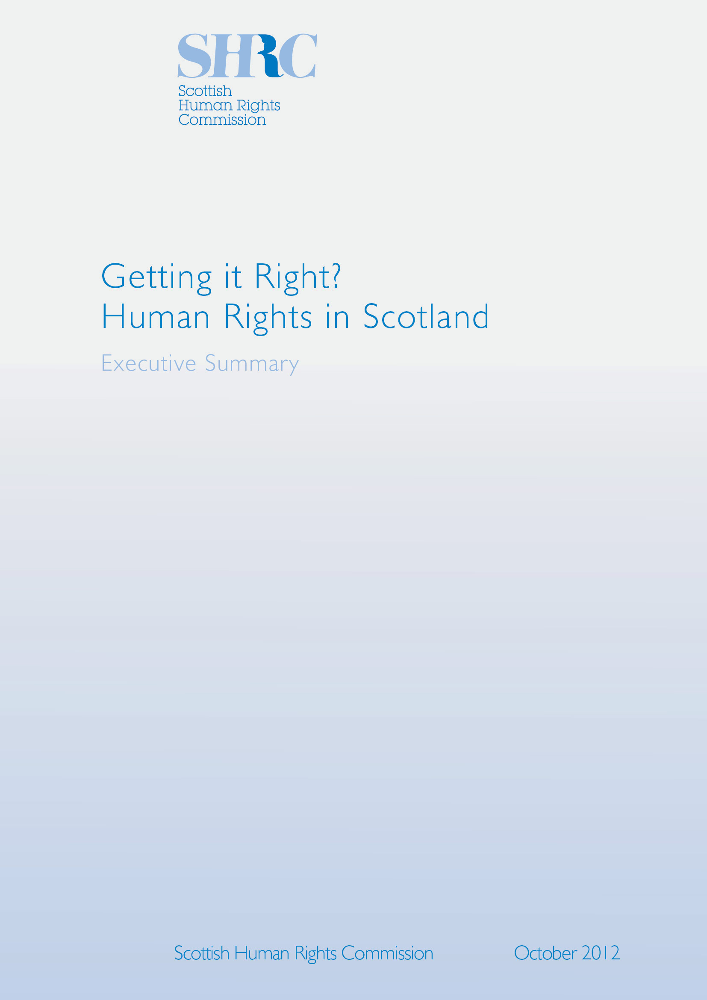 SHRC
Scottish
Human Rights
Commission
Getting it Right?
Human Rights in Scotland
Executive Summary
Scottish Human Rights Commission October 2012